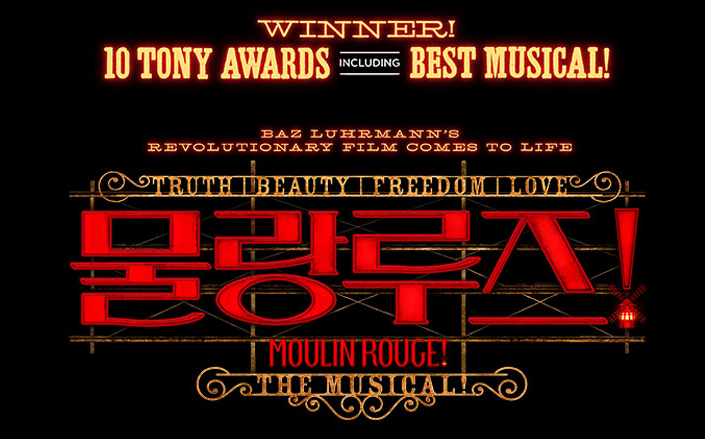 WINNER!
10 TONY AWARDS INCLUDING BEST MUSICAL!
BAZ LUHRMANN'S
REVOLUTIONARY FILM COMES TO LIFE
TRUTH | BEAUTY | FREEDOM | LOVE
물랑루즈!
MOULIN ROUGE!
THE MUSICAL!